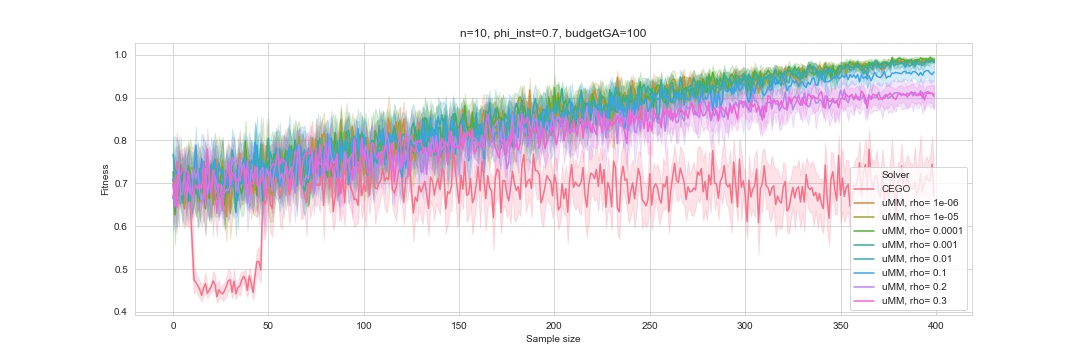 n=10, phi_inst=0.7, budgetGA=100
1.0
0.9
0.8
0.7
0.6
0.5
0.4
Fitness
Solver
CEGO
uMM, rho= 1e-06
uMM, rho= 1e-05
uMM, rho= 0.0001
uMM, rho= 0.001
uMM, rho= 0.01
uMM, rho= 0.1
uMM, rho= 0.2
uMM, rho= 0.3
0 50 100 150 200 250 300 350 400
Sample size